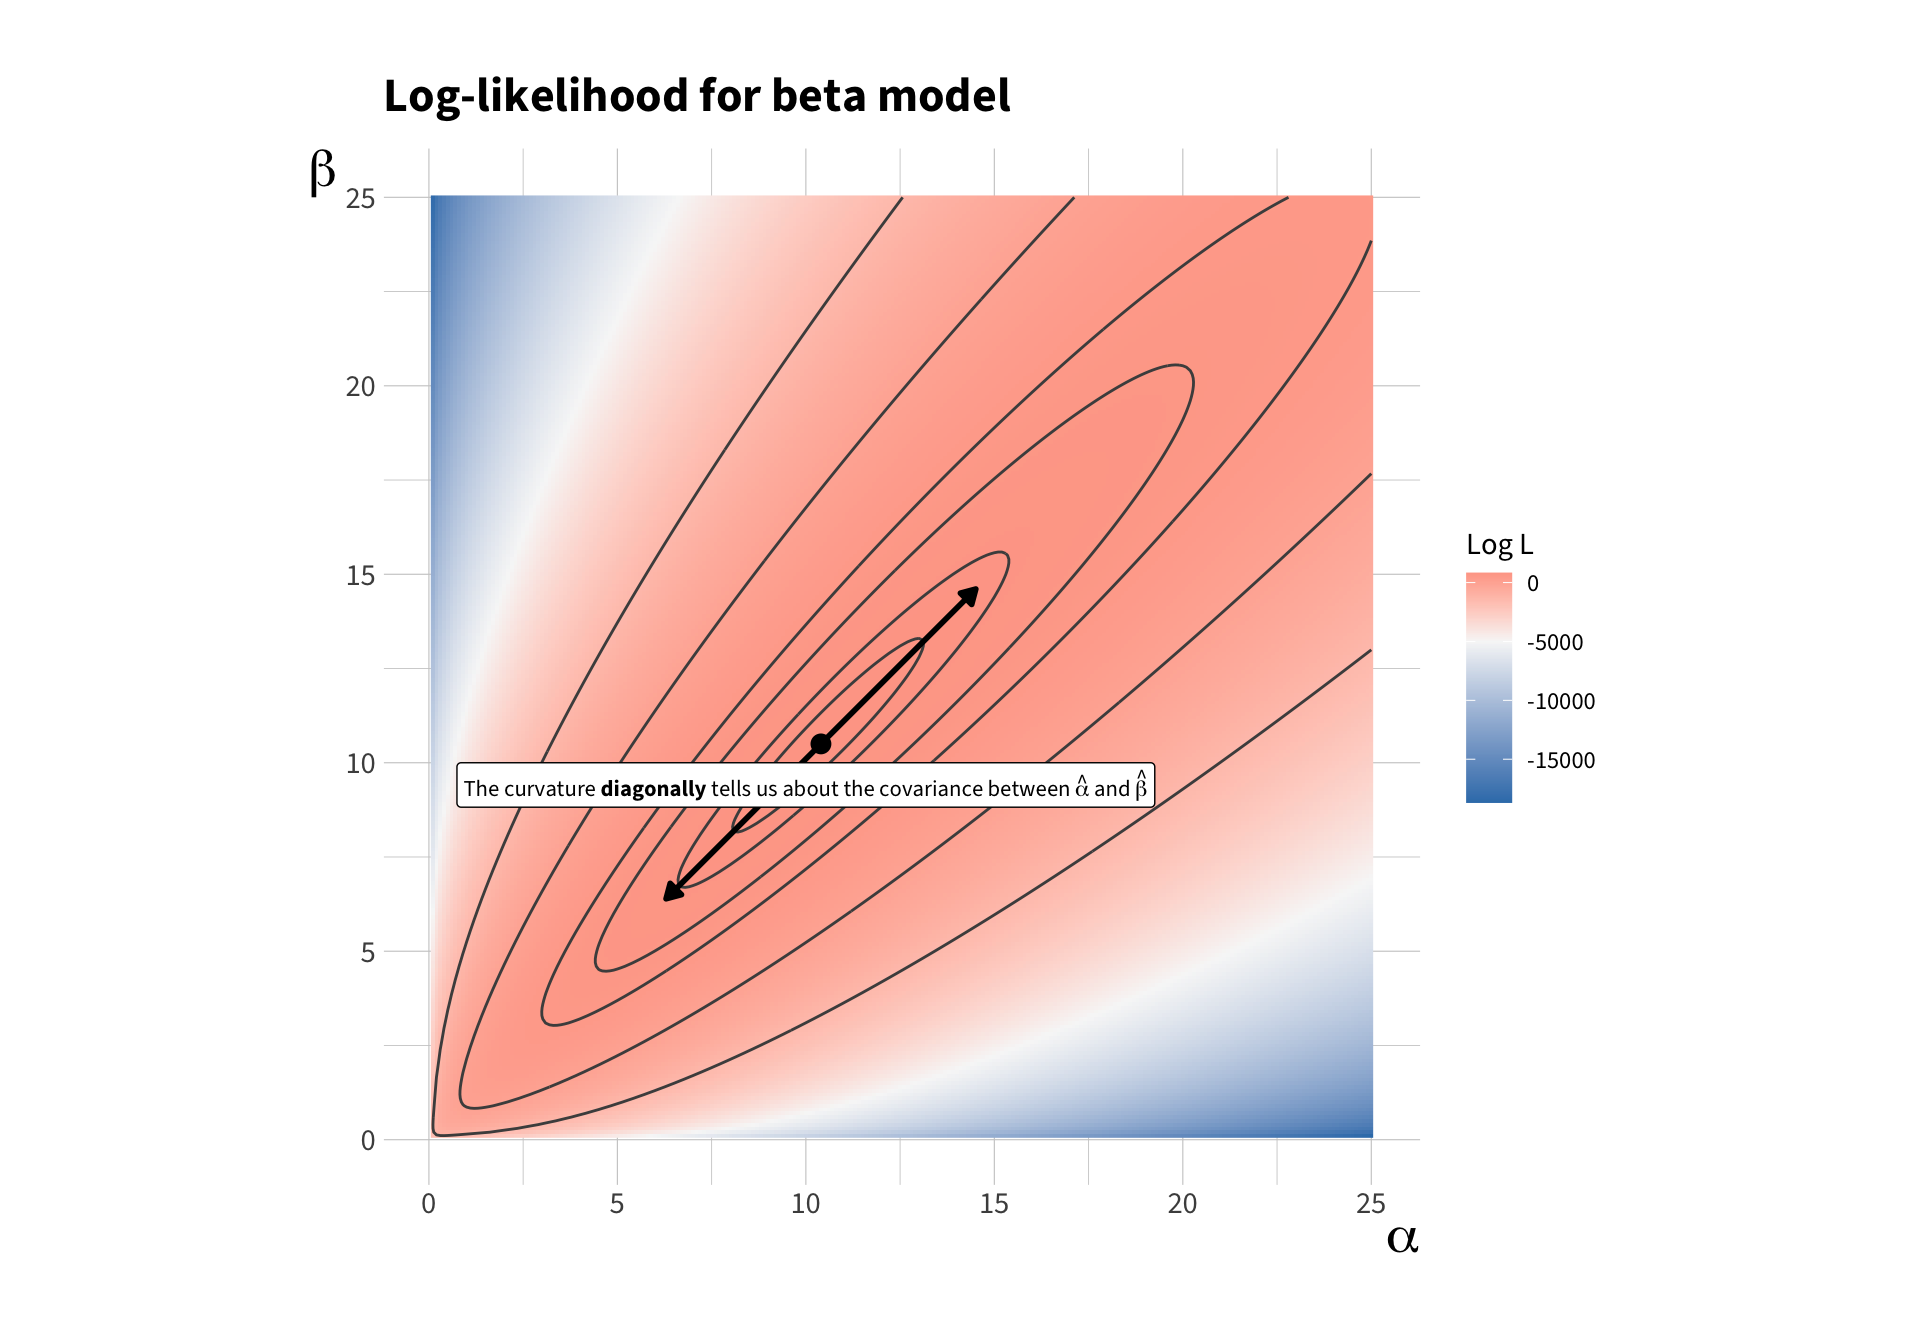 Log-likelihood for beta model
β
25
20
15
10
5
0
The curvature diagonally tells us about the covariance between α̂ and β̂
0 5 10 15 20 25
α
Log L
0
-5000
-10000
-15000